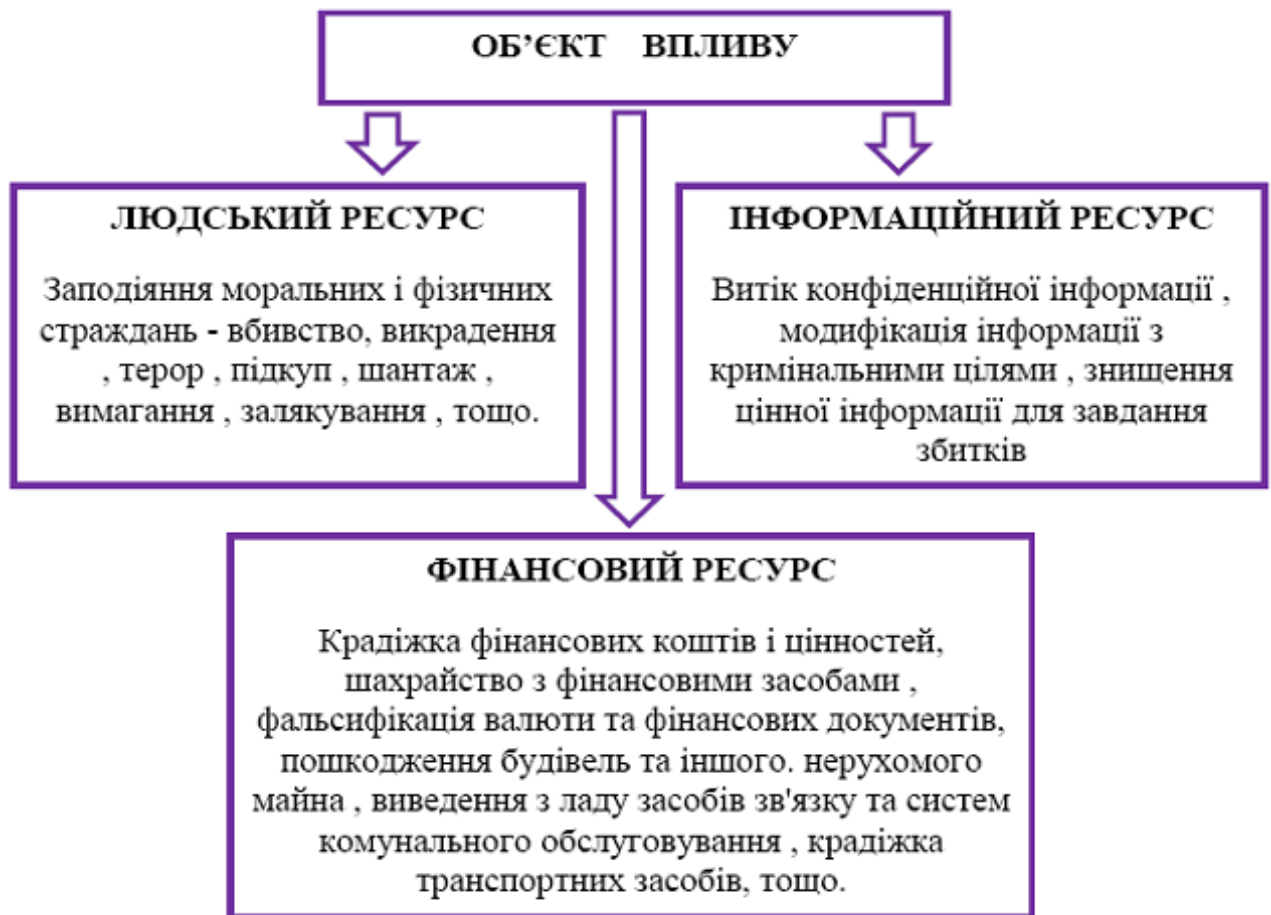 ОБ’ЄКТ ВПЛИВУ
ЛЮДСЬКИЙ РЕСУРС
Заподіяння моральних і фізичних
страждань - вбивство, викрадення
, терор , підкуп , шантаж ,
вимагання , залякування , тощо.
ІНФОРМАЦІЙНИЙ РЕСУРС
Витік конфіденційної інформації ,
модифікація інформації з
кримінальними цілями , знищення
цінної інформації для завдання
збитків
ФІНАНСОВИЙ РЕСУРС
Крадіжка фінансових коштів і цінностей,
шахрайство з фінансовими засобами ,
фальсифікація валюти та фінансових документів,
пошкодження будівель та іншого. нерухомого
майна , виведення з ладу засобів зв'язку та систем
комунального обслуговування , крадіжка
транспортних засобів, тощо.